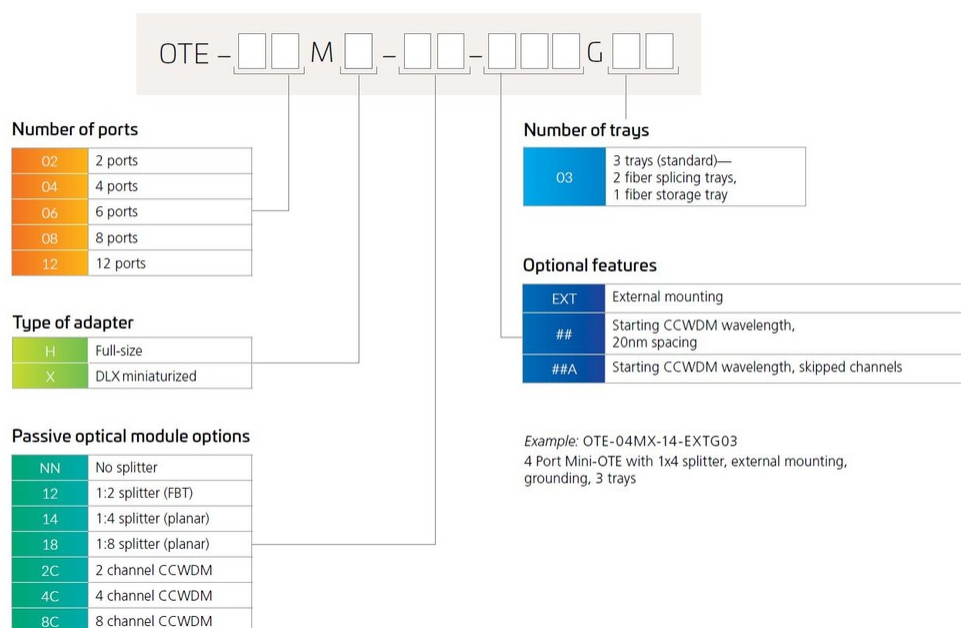 OTE – M – – G
Number of ports
02 2 ports
04 4 ports
06 6 ports
08 8 ports
12 12 ports
Type of adapter
H Full-size
X DLX miniaturized
Passive optical module options
NN No splitter
12 1:2 splitter (FBT)
14 1:4 splitter (planar)
18 1:8 splitter (planar)
2C 2 channel CCWDM
4C 4 channel CCWDM
8C 8 channel CCWDM
Number of trays
03 3 trays (standard)—
2 fiber splicing trays,
1 fiber storage tray
Optional features
EXT External mounting
## Starting CCWDM wavelength,
20nm spacing
##A Starting CCWDM wavelength, skipped channels
Example: OTE-04MX-14-EXTG03
4 Port Mini-OTE with 1x4 splitter, external mounting,
grounding, 3 trays